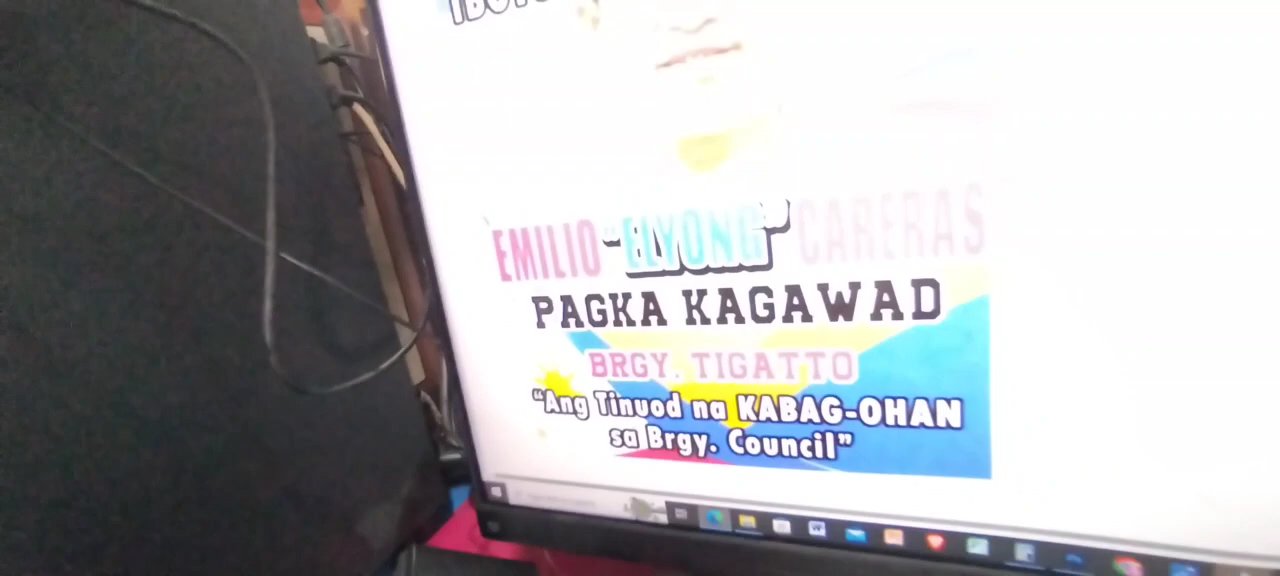 EMILIO "ELYONG" CARERAS
PAGKA KAGAWAD
BRGY. TIGATTO
"Ang Tinuod na KABAG-OHAN
sa Brgy. Council"